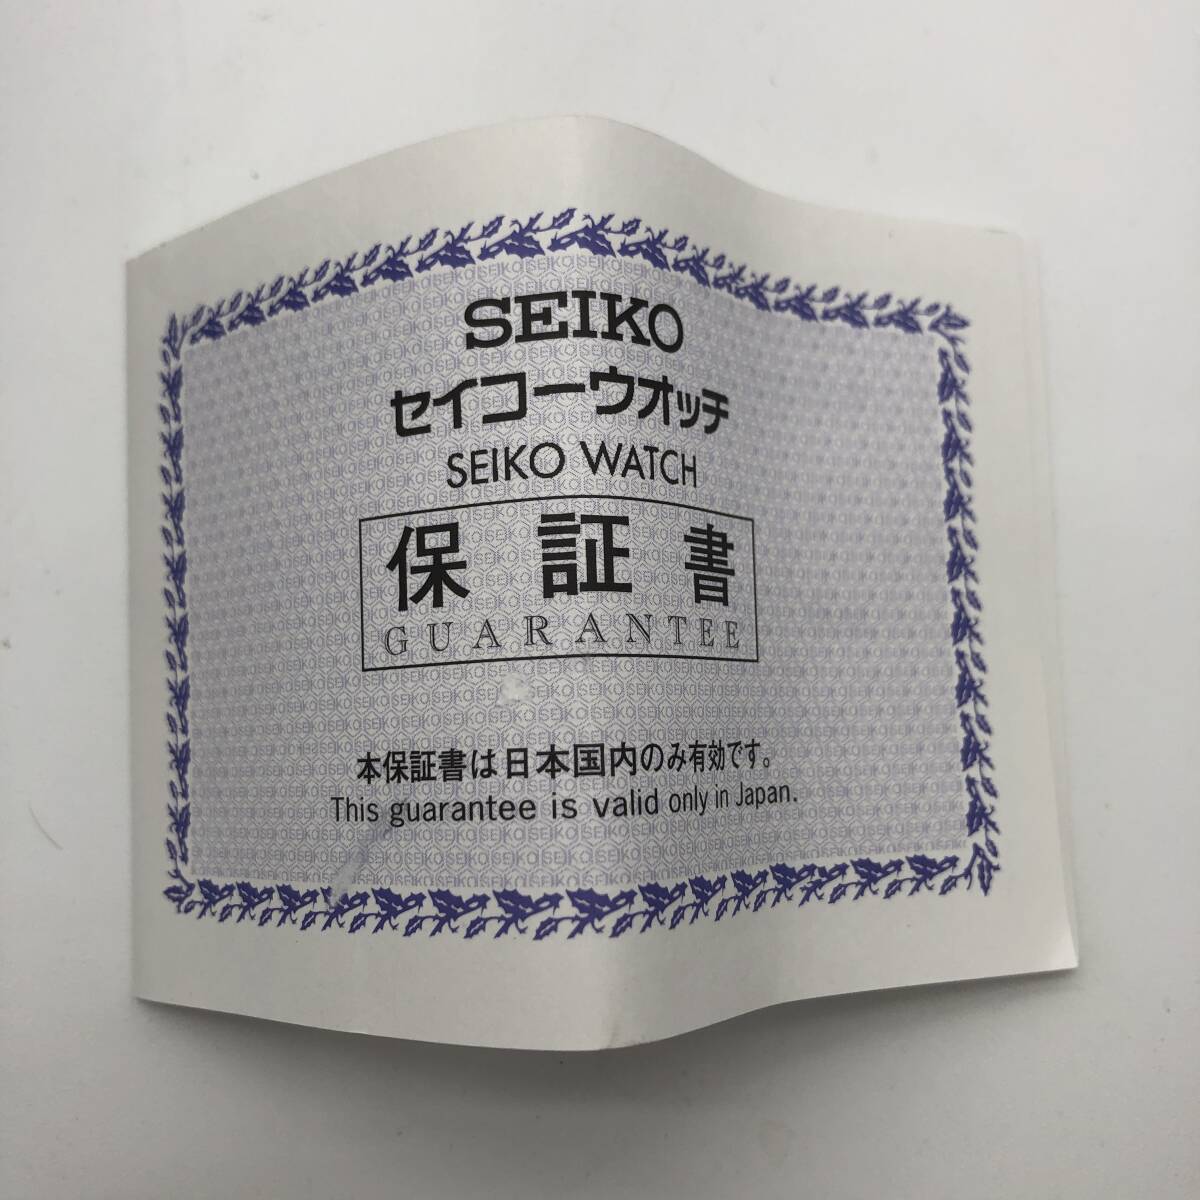 SEIKO
セイコーウオッチ
SEIKO WATCH
保証書
GUARANTEE
本保証書は日本国内のみ有効です。
This guarantee is valid only in Japan.